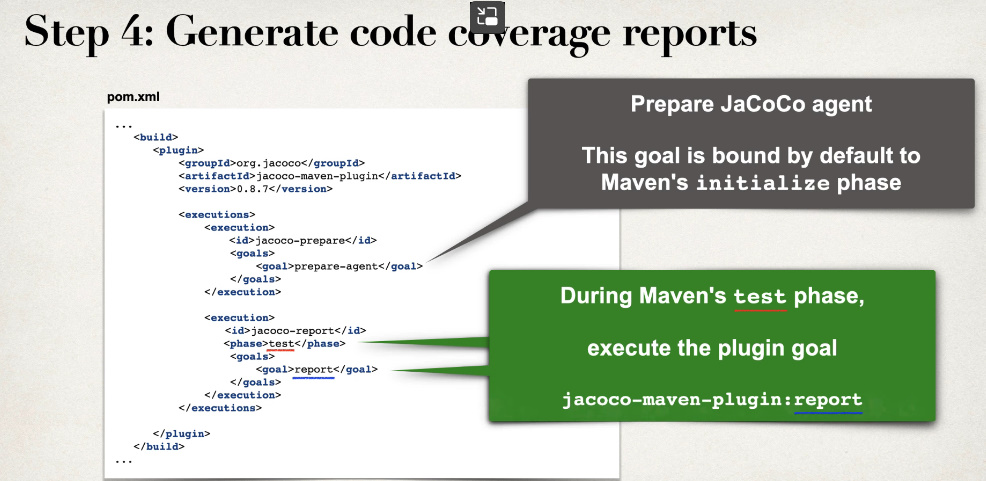 Step 4: Generate code coverage reports
pom.xml
...
<build>
<plugin>
<groupId>org.jacoco</groupId>
<artifactId>jacoco-maven-plugin</artifactId>
<version>0.8.7</version>
<executions>
<execution>
<id>jacoco-prepare</id>
<goals>
<goal>prepare-agent</goal>
</goals>
</execution>
<execution>
<id>jacoco-report</id>
<phase>test</phase>
<goals>
<goal>report</goal>
</goals>
</execution>
</executions>
</plugin>
</build>
...
Prepare JaCoCo agent
This goal is bound by default to
Maven's initialize phase
During Maven's test phase,
execute the plugin goal
jacoco-maven-plugin:report